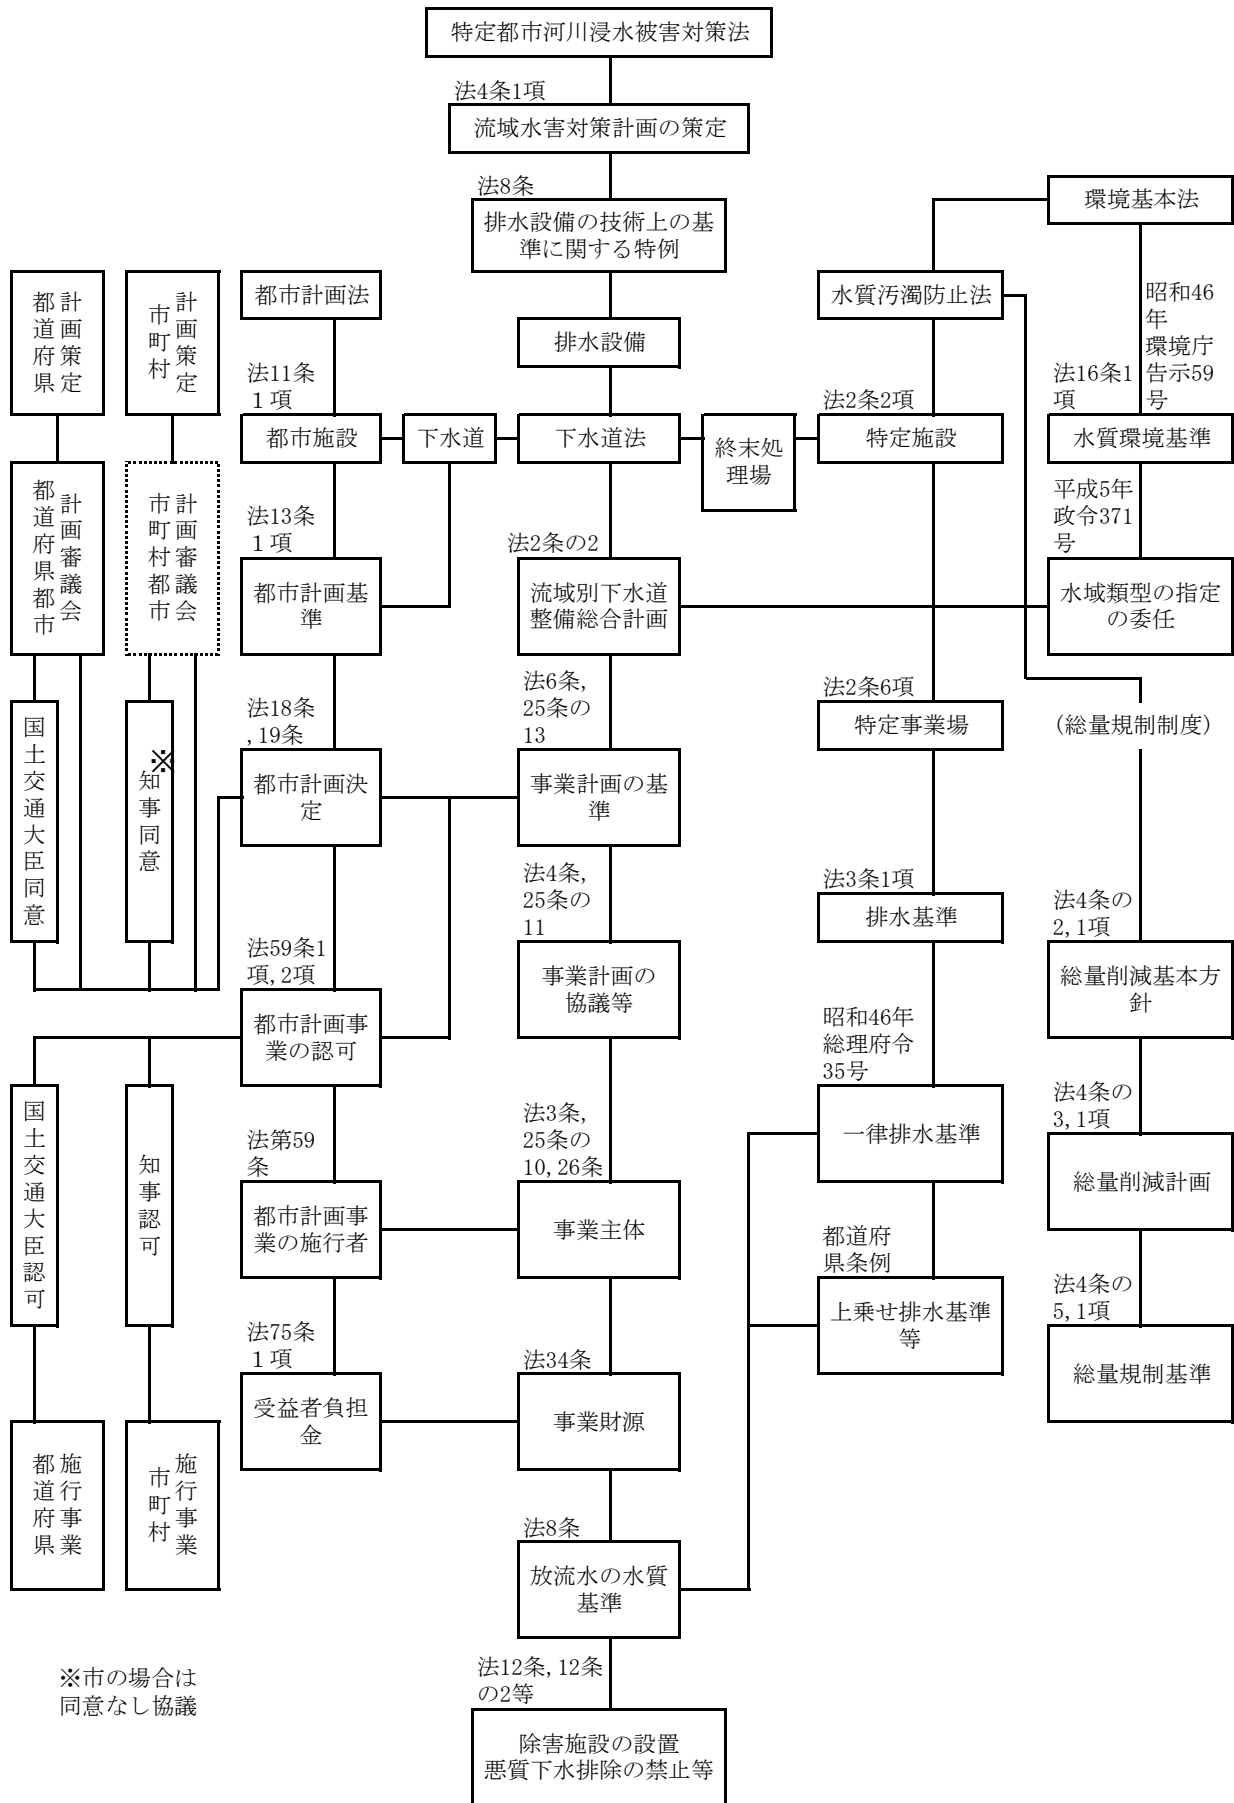 特定都市河川浸水被害対策法
法4条1項
流域水害対策計画の策定
法8条
排水設備の技術上の基
準に関する特例
環境基本法
計画策定
都道府県
計画策定
市町村
都市計画法
排水設備
水質汚濁防止法
昭和46
年
環境庁
告示59
号
法11条
1項
法2条2項
法16条1
項
都市施設
下水道
下水道法
終末処
理場
特定施設
水質環境基準
計画審議会
都道府県都市
計画審議会
市町村都市
法13条
1項
法2条の2
平成5年
政令371
号
都市計画基
準
流域別下水道
整備総合計画
水域類型の指定
の委任
法18条
,19条
法6条,
25条の
13
法2条6項
特定事業場
(総量規制制度)
国土交通大臣同意
※
知事同意
都市計画決
定
事業計画の基
準
法4条,
25条の
11
法3条1項
排水基準
法4条の
2,1項
法59条1
項,2項
事業計画の
協議等
総量削減基本方
針
都市計画事
業の認可
昭和46年
総理府令
35号
国土交通大臣認可
知事認可
法第59
条
法3条,
25条の
10,26条
一律排水基準
法4条の
3,1項
総量削減計画
都市計画事
業の施行者
事業主体
都道府
県条例
上乗せ排水基準
等
法4条の
5,1項
総量規制基準
法75条
1項
法34条
受益者負担
金
事業財源
施行事業
都道府県
施行事業
市町村
法8条
放流水の水質
基準
※市の場合は
同意なし協議
法12条,12条
の2等
除害施設の設置
悪質下水排除の禁止等